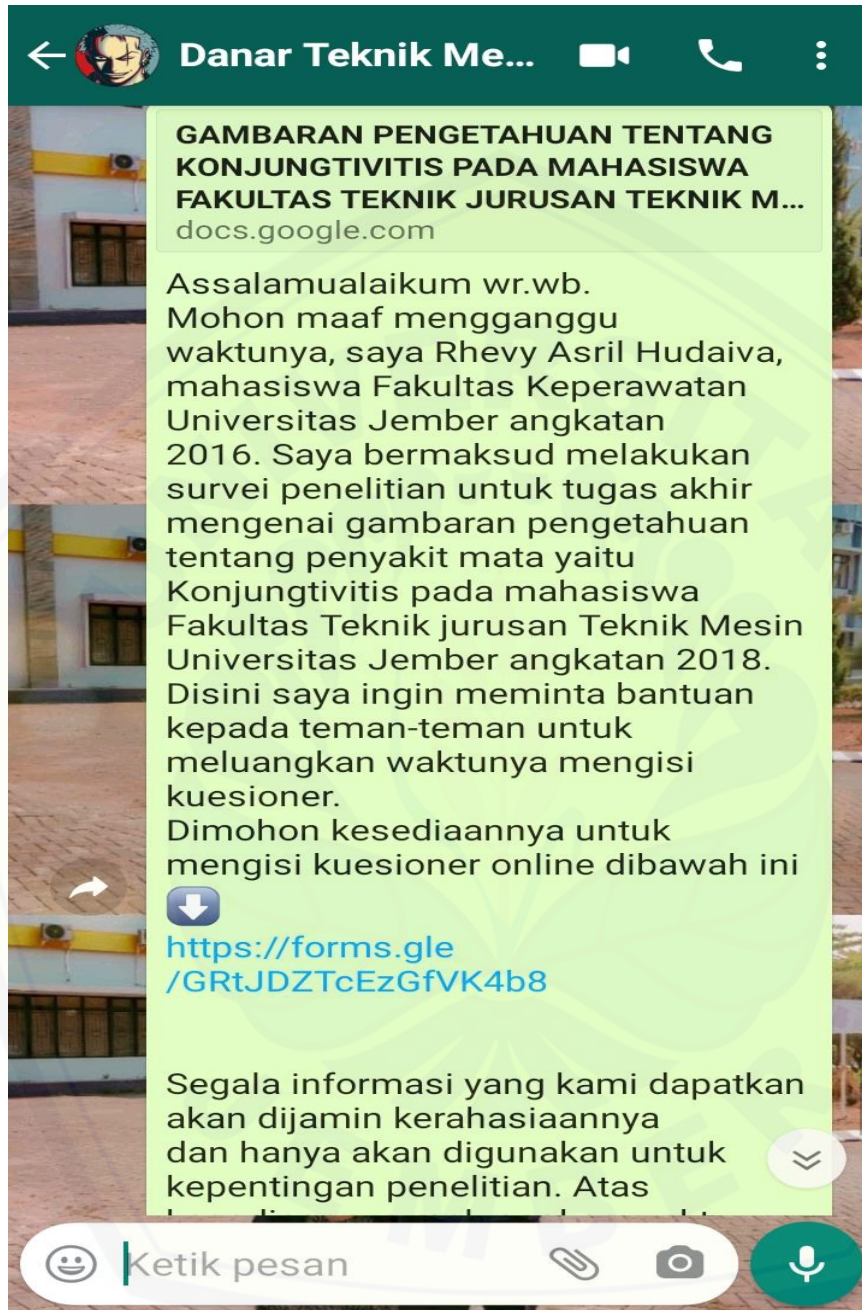 Danar Teknik Me...
GAMBARAN PENGETAHUAN TENTANG
KONJUNGTIVITIS PADA MAHASISWA
FAKULTAS TEKNIK JURUSAN TEKNIK M...
docs.google.com
Assalamualaikum wr.wb.
Mohon maaf mengganggu
waktunya, saya Rhevy Asril Hudaiva,
mahasiswa Fakultas Keperawatan
Universitas Jember angkatan
2016. Saya bermaksud melakukan
survei penelitian untuk tugas akhir
mengenai gambaran pengetahuan
tentang penyakit mata yaitu
Konjungtivitis pada mahasiswa
Fakultas Teknik jurusan Teknik Mesin
Universitas Jember angkatan 2018.
Disini saya ingin meminta bantuan
kepada teman-teman untuk
meluangkan waktunya mengisi
kuesioner.
Dimohon kesediaannya untuk
mengisi kuesioner online dibawah ini
https://forms.gle
/GRtJDZTcEzGfVK4b8
Segala informasi yang kami dapatkan
akan dijamin kerahasiaannya
dan hanya akan digunakan untuk
kepentingan penelitian. Atas
Ketik pesan